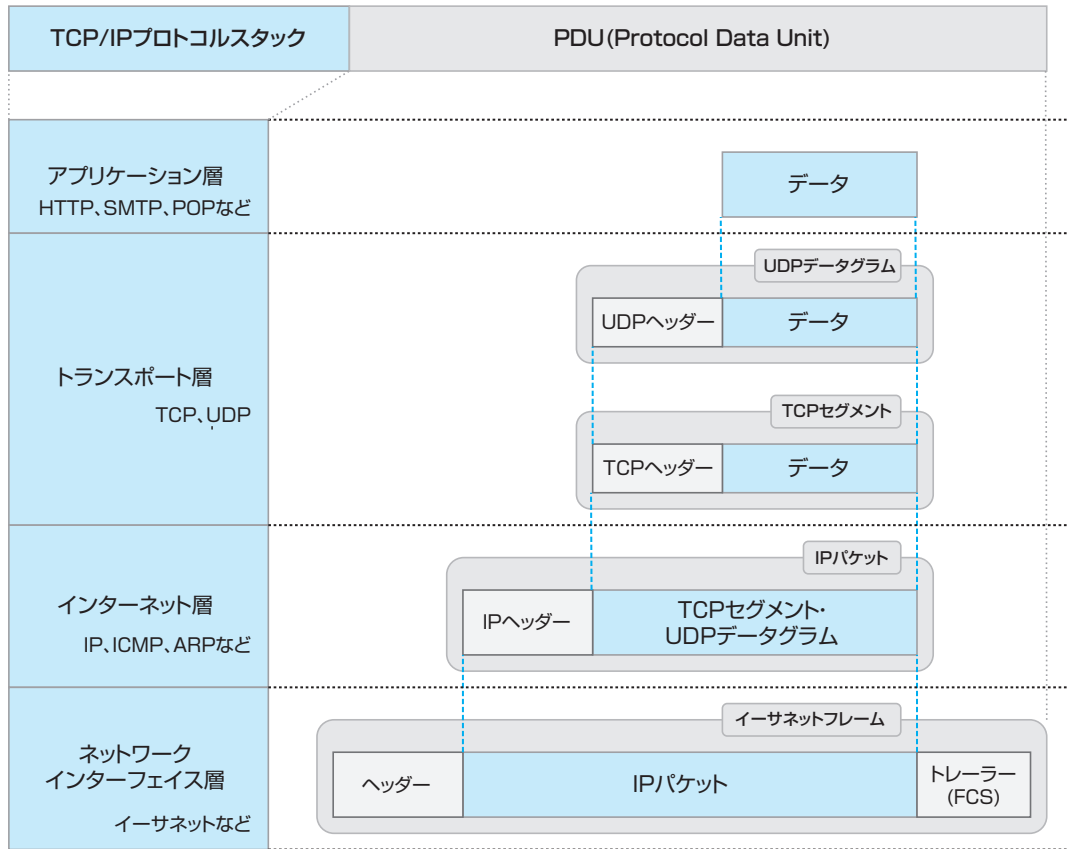 TCP/IPプロトコルスタック
PDU(Protocol Data Unit)
アプリケーション層
HTTP、SMTP、POPなど
データ
トランスポート層
TCP、UDP
UDPデータグラム
UDPヘッダー
データ
TCPセグメント
TCPヘッダー
データ
インターネット層
IP、ICMP、ARPなど
IPパケット
IPヘッダー
TCPセグメント・
UDPデータグラム
ネットワーク
インターフェイス層
イーサネットなど
イーサネットフレーム
ヘッダー
IPパケット
トレーラー
(FCS)